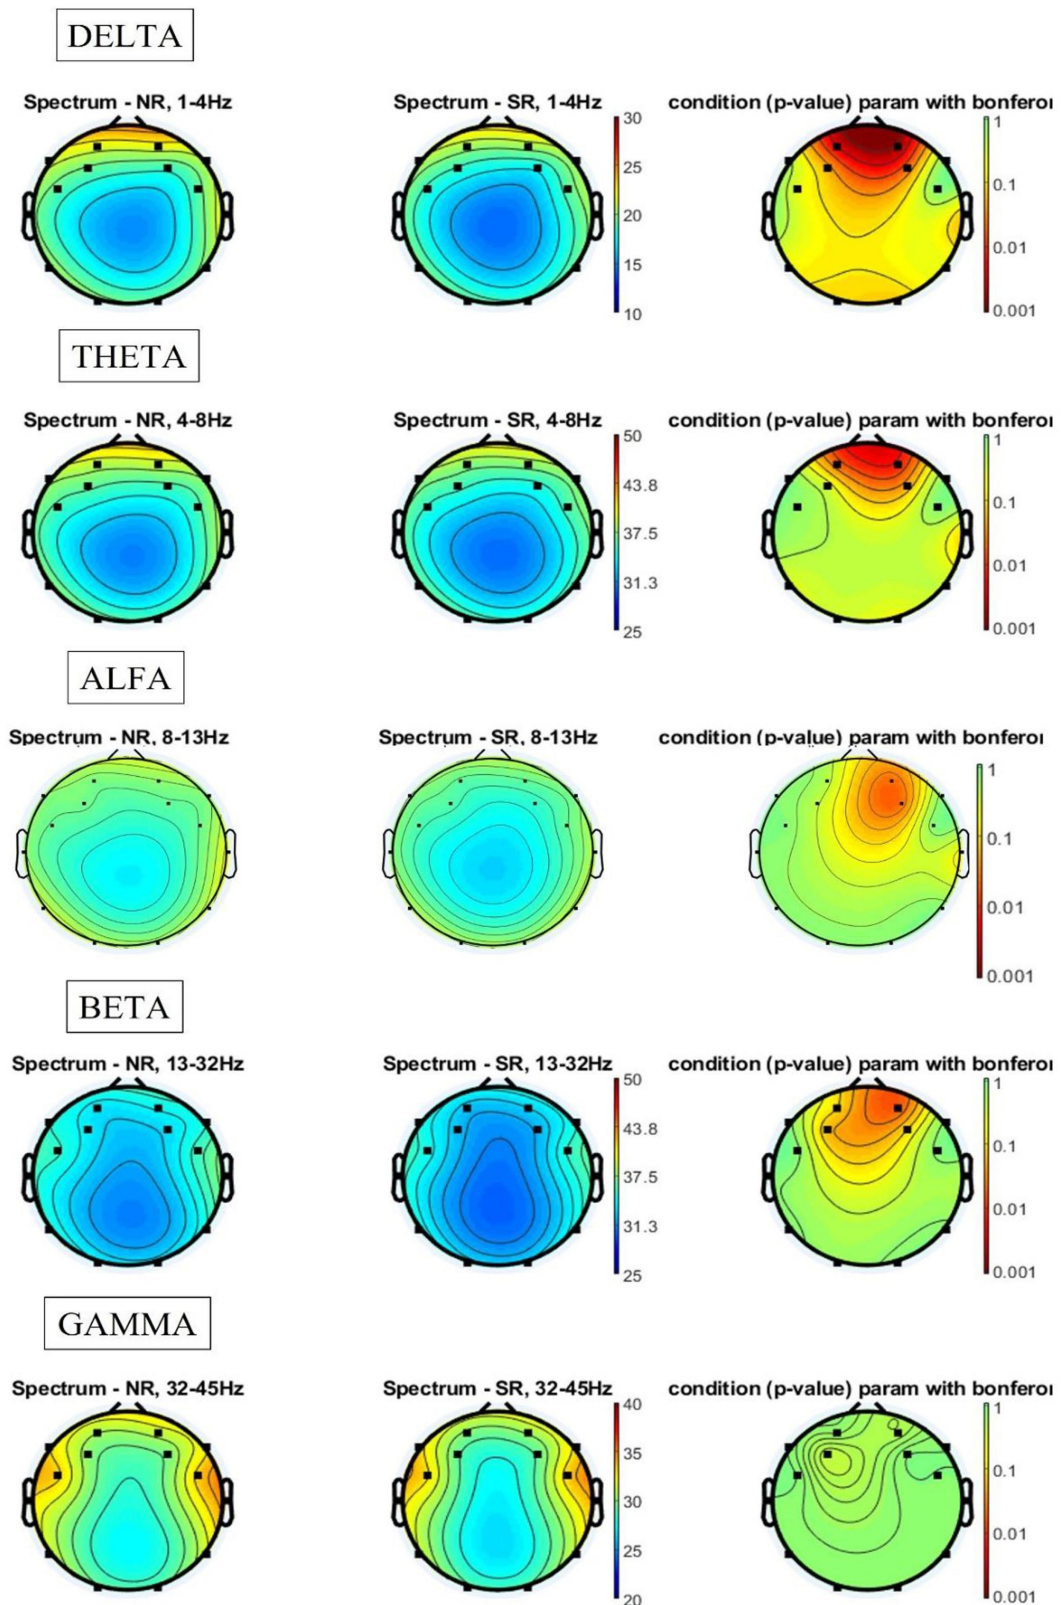 DELTA
Spectrum - NR, 1-4Hz
Spectrum - SR, 1-4Hz
condition (p-value) param with bonferor
30
25
20
15
10
1
0.1
0.01
0.001
THETA
Spectrum - NR, 4-8Hz
Spectrum - SR, 4-8Hz
condition (p-value) param with bonferor
50
43.8
37.5
31.3
25
1
0.1
0.01
0.001
ALFA
Spectrum - NR, 8-13Hz
Spectrum - SR, 8-13Hz
condition (p-value) param with bonferor
1
0.1
0.01
0.001
BETA
Spectrum - NR, 13-32Hz
Spectrum - SR, 13-32Hz
condition (p-value) param with bonferor
50
43.8
37.5
31.3
25
1
0.1
0.01
0.001
GAMMA
Spectrum - NR, 32-45Hz
Spectrum - SR, 32-45Hz
condition (p-value) param with bonferor
40
35
30
25
20
1
0.1
0.01
0.001